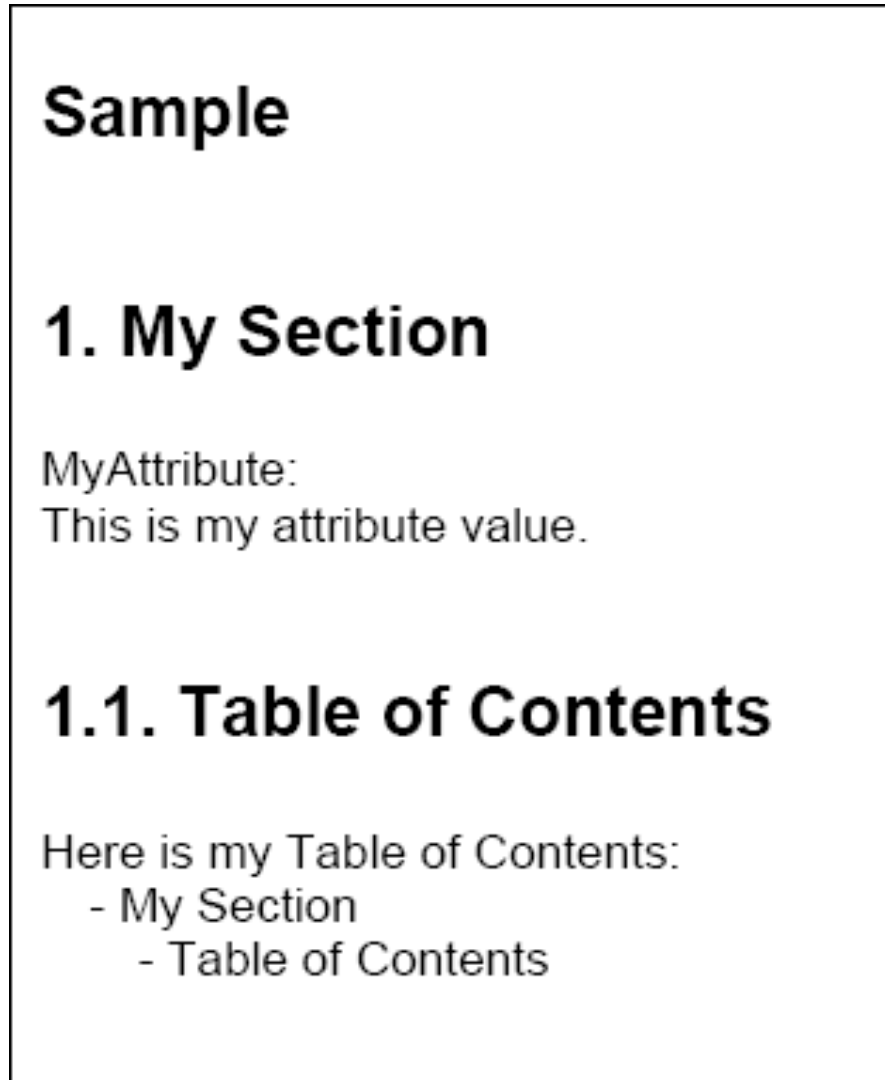 Sample
1. My Section
MyAttribute:
This is my attribute value.
1.1. Table of Contents
Here is my Table of Contents:
- My Section
- Table of Contents